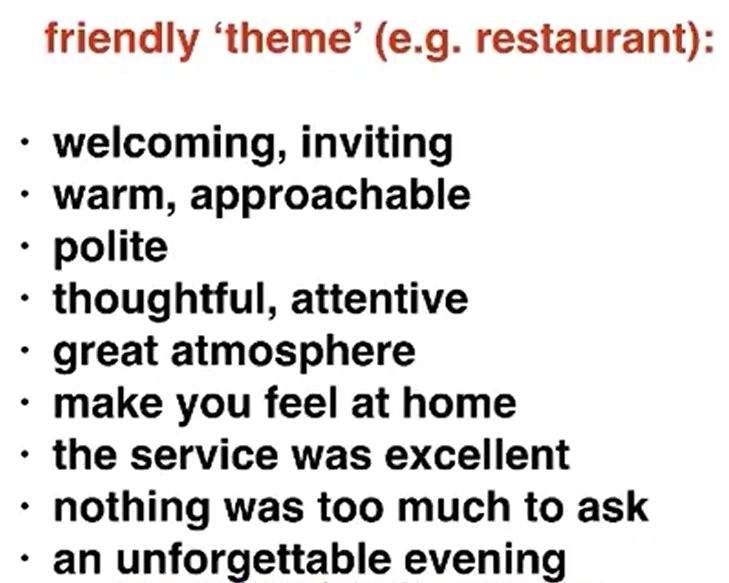 friendly ‘theme’ (e.g. restaurant):
· welcoming, inviting
· warm, approachable
· polite
· thoughtful, attentive
· great atmosphere
· make you feel at home
· the service was excellent
· nothing was too much to ask
· an unforgettable evening